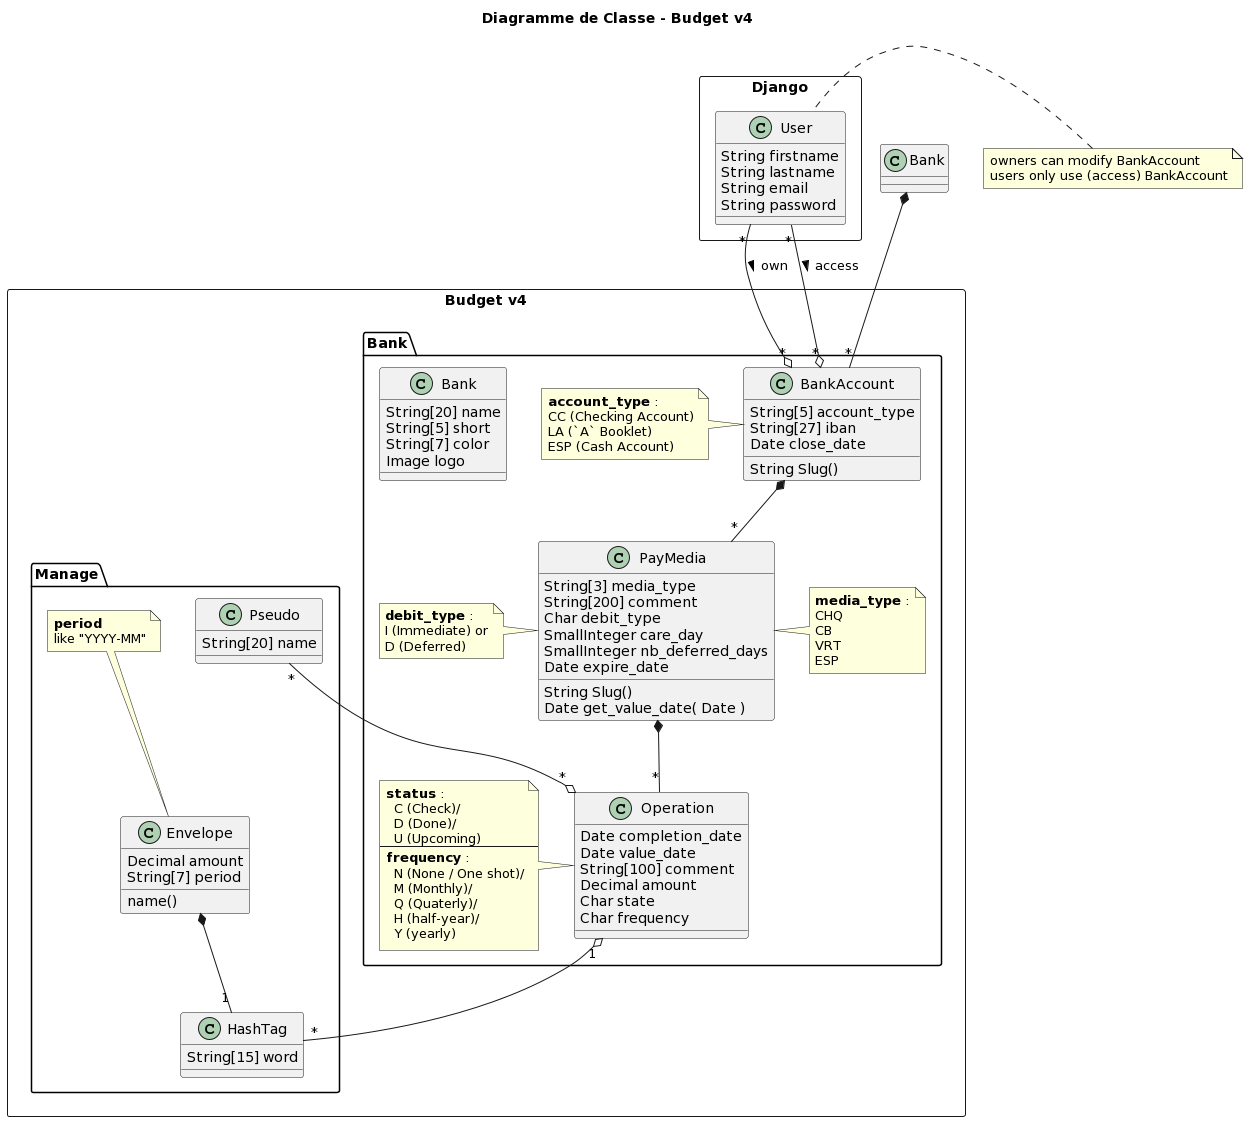 Diagramme de Classe - Budget v4
Django
C User
String firstname
String lastname
String email
String password
C Bank
owners can modify BankAccount
users only use (access) BankAccount
*
*
own
access
Budget v4
Bank
*
*
*
C Bank
String[20] name
String[5] short
String[7] color
Image logo
account_type :
CC (Checking Account)
LA (`A` Booklet)
ESP (Cash Account)
C BankAccount
String[5] account_type
String[27] iban
Date close_date
String Slug()
*
C PayMedia
String[3] media_type
String[200] comment
Char debit_type
SmallInteger care_day
SmallInteger nb_deferred_days
Date expire_date
String Slug()
Date get_value_date( Date )
debit_type :
I (Immediate) or
D (Deferred)
media_type :
CHQ
CB
VRT
ESP
Manage
period
like "YYYY-MM"
C Pseudo
String[20] name
*
*
*
status :
C (Check)/
D (Done)/
U (Upcoming)
frequency :
N (None / One shot)/
M (Monthly)/
Q (Quaterly)/
H (half-year)/
Y (yearly)
C Operation
Date completion_date
Date value_date
String[100] comment
Decimal amount
Char state
Char frequency
C Envelope
Decimal amount
String[7] period
name()
1
1
*
C HashTag
String[15] word